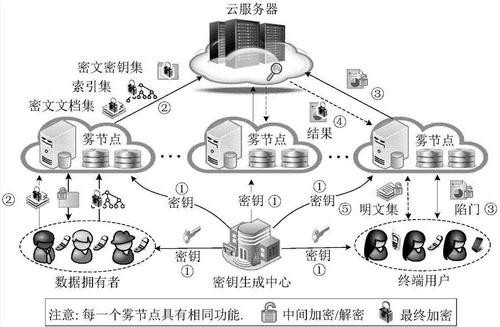 云服务器
密文密钥集
索引集
②
③
密文文档集
④
结果
雾节点
雾节点
雾节点
①
密钥
①
密钥
①
密钥
②
⑤
明文集
陷门
③
密钥
①
密钥
①
数据拥有者
密钥生成中心
终端用户
注意: 每一个雾节点具有相同功能.
中间加密/解密
最终加密